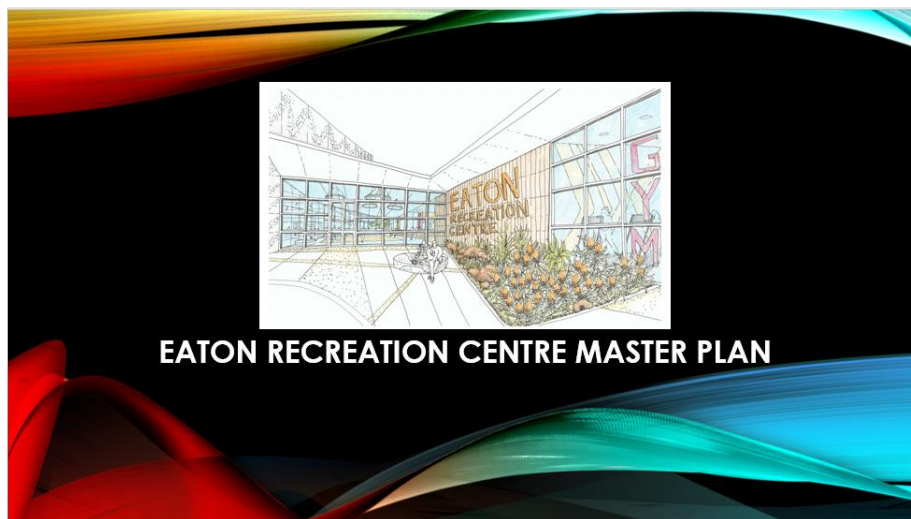 EATON
RECREATION
CENTRE
GYM
EATON RECREATION CENTRE MASTER PLAN